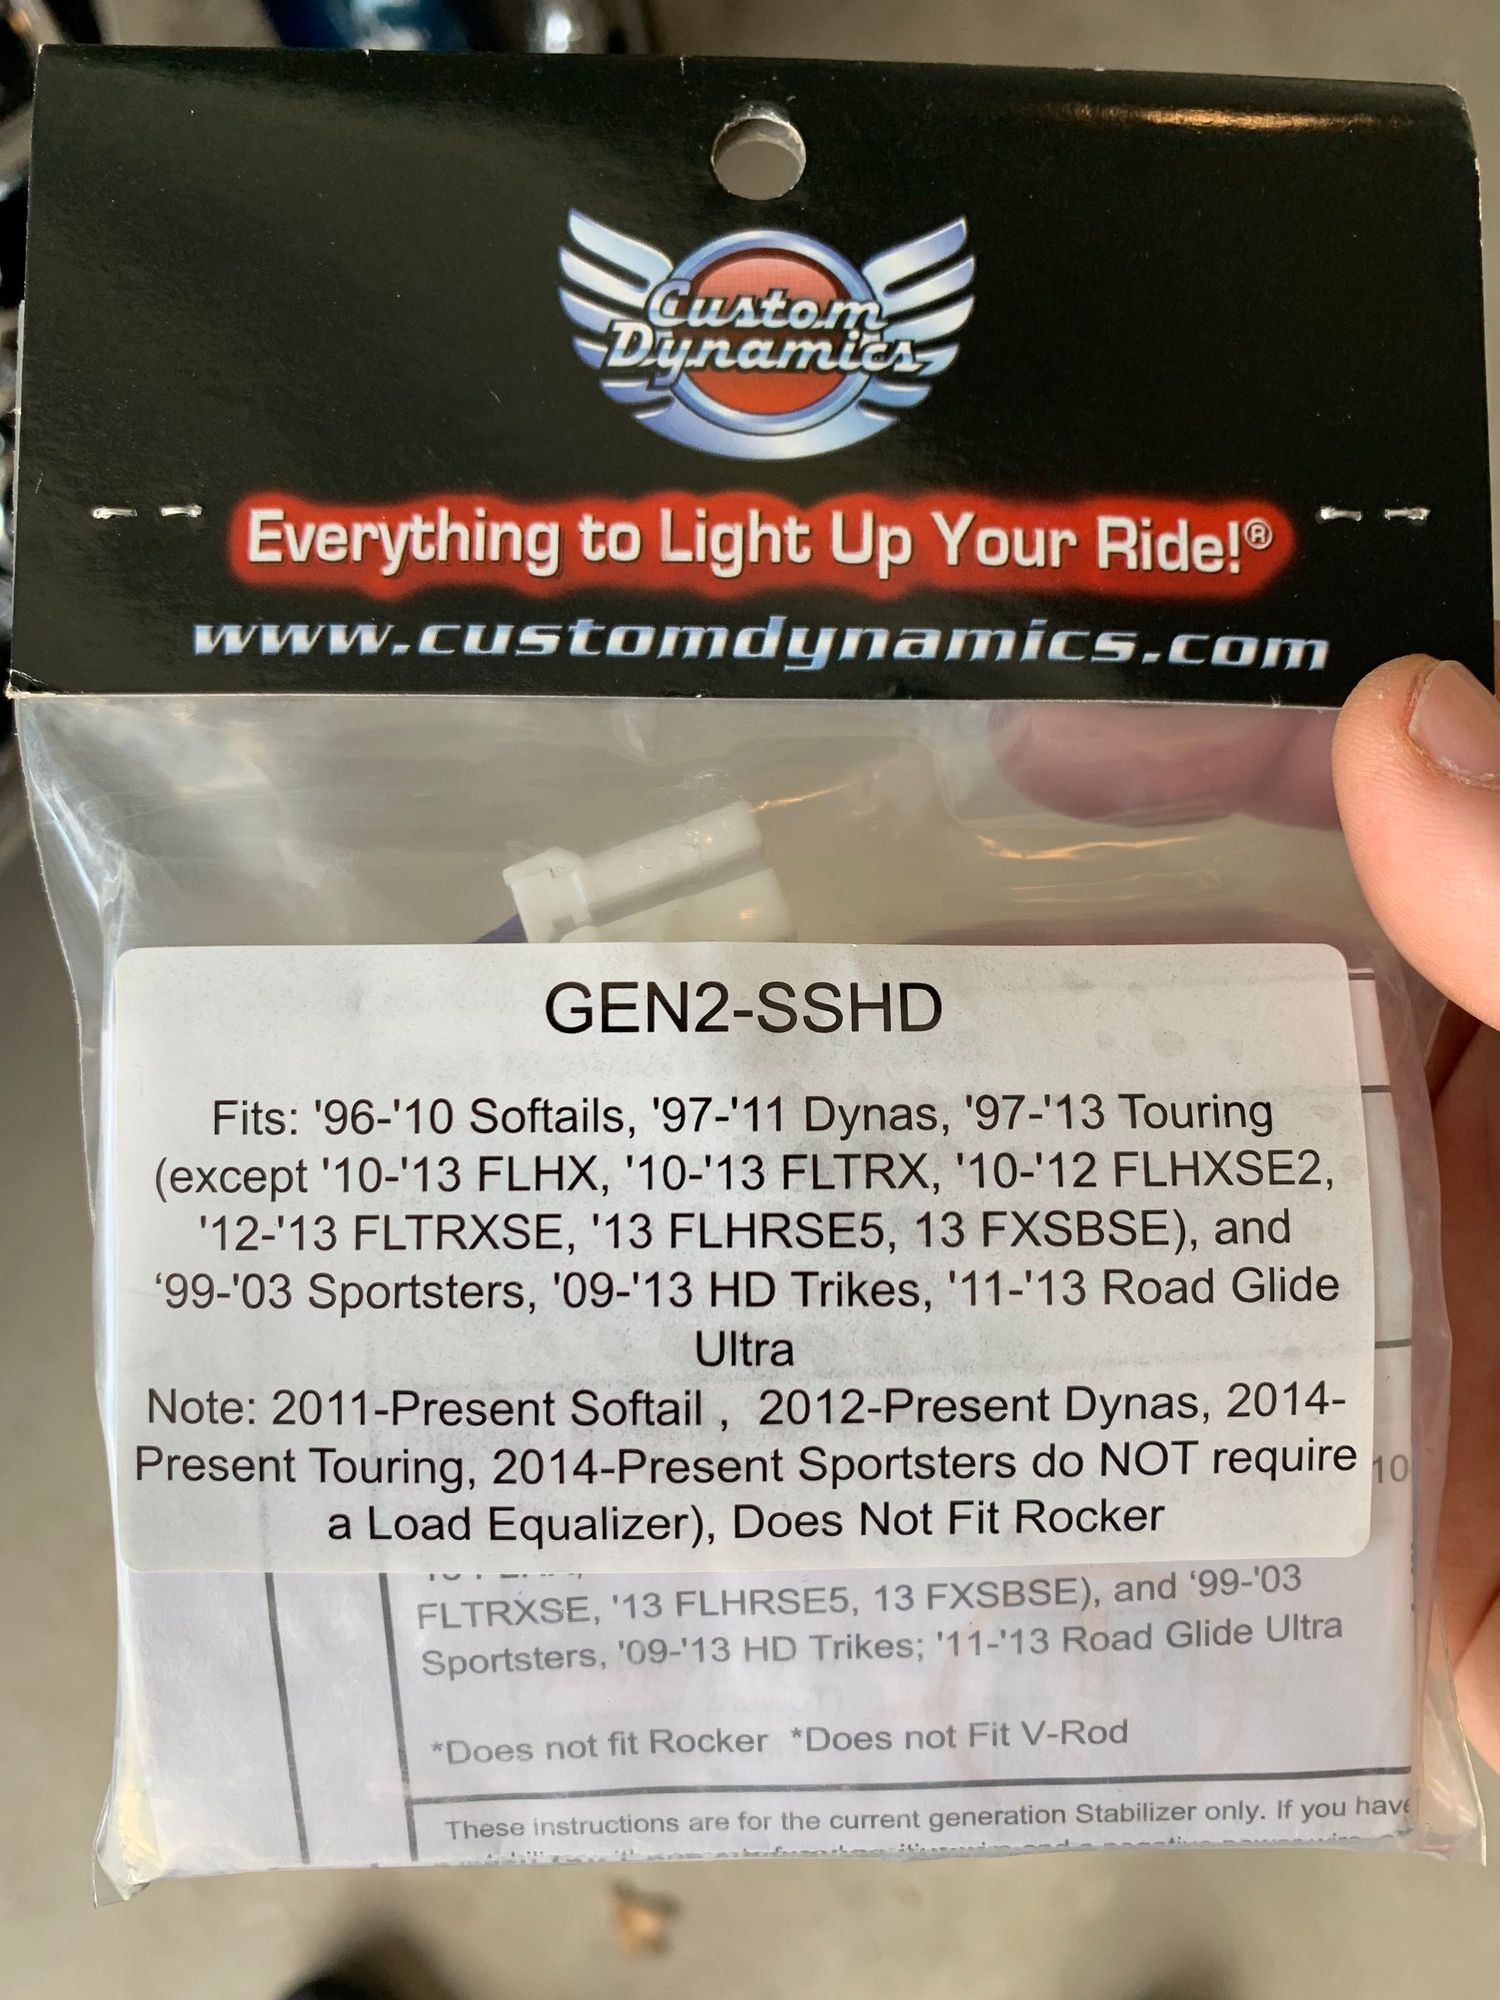 Custom
Dynamics
Everything to Light Up Your Ride!®
www.customdynamics.com
GEN2-SSHD
Fits: '96-'10 Softails, '97-'11 Dynas, '97-'13 Touring
(except '10-'13 FLHX, '10-'13 FLTRX, '10-'12 FLHXSE2,
'12-'13 FLTRXSE, '13 FLHRSE5, 13 FXSBSE), and
‘99-'03 Sportsters, '09-'13 HD Trikes, '11-'13 Road Glide
Ultra
Note: 2011-Present Softail , 2012-Present Dynas, 2014-
Present Touring, 2014-Present Sportsters do NOT require
a Load Equalizer), Does Not Fit Rocker
10
FLTRXSE, '13 FLHRSE5, 13 FXSBSE), and ‘99-'03
Sportsters, '09-'13 HD Trikes; '11-'13 Road Glide Ultra
*Does not fit Rocker *Does not Fit V-Rod
These instructions are for the current generation Stabilizer only. If you have